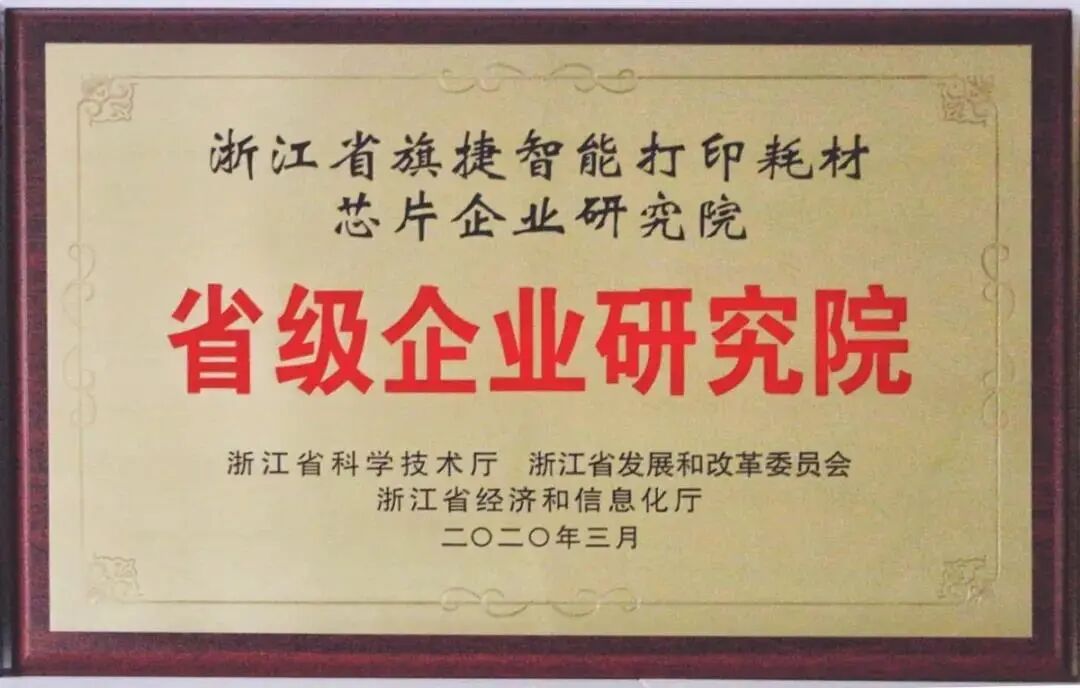 浙江省旗捷智能打印耗材
芯片企业研究院
省级企业研究院
浙江省科学技术厅 浙江省发展和改革委员会
浙江省经济和信息化厅
二〇二〇年三月